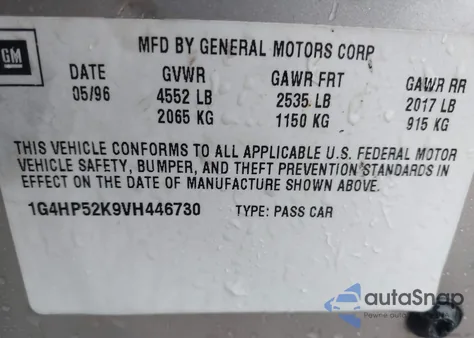 GM
MFD BY GENERAL MOTORS CORP
DATE GVWR GAWR FRT GAWR RR
05/96 4552 LB 2535 LB 2017 LB
2065 KG 1150 KG 915 KG
THIS VEHICLE CONFORMS TO ALL APPLICABLE U.S. FEDERAL MOTOR
VEHICLE SAFETY, BUMPER, AND THEFT PREVENTION STANDARDS IN
EFFECT ON THE DATE OF MANUFACTURE SHOWN ABOVE.
1G4HP52K9VH446730 TYPE: PASS CAR
autoSnap
Pewne auto